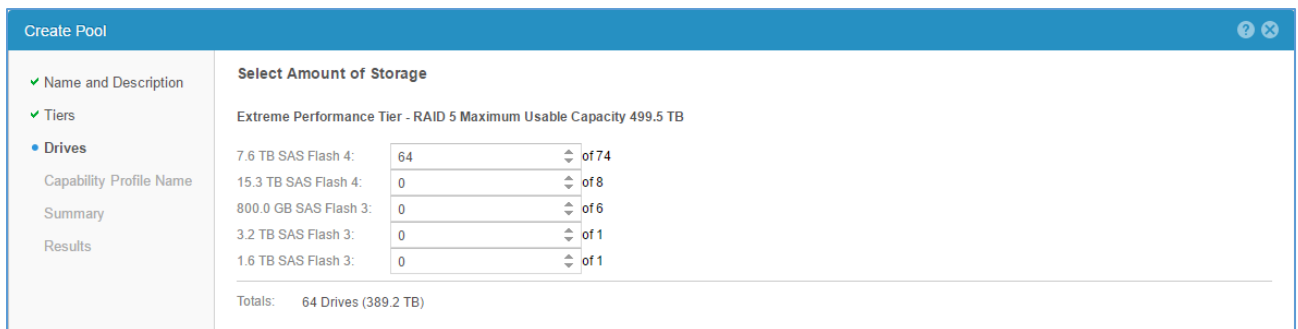 Create Pool
Name and Description
Tiers
Drives
Capability Profile Name
Summary
Results
Select Amount of Storage
Extreme Performance Tier - RAID 5 Maximum Usable Capacity 499.5 TB
7.6 TB SAS Flash 4: 64 of 74
15.3 TB SAS Flash 4: 0 of 8
800.0 GB SAS Flash 3: 0 of 6
3.2 TB SAS Flash 3: 0 of 1
1.6 TB SAS Flash 3: 0 of 1
Totals: 64 Drives (389.2 TB)